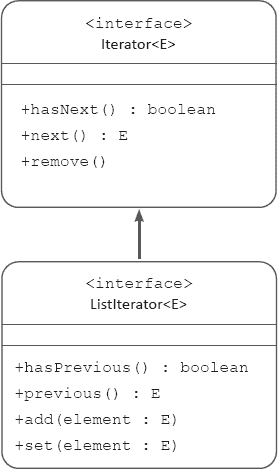 <interface>
Iterator<E>
+hasNext() : boolean
+next() : E
+remove()
<interface>
ListIterator<E>
+hasPrevious() : boolean
+previous() : E
+add(element : E)
+set(element : E)